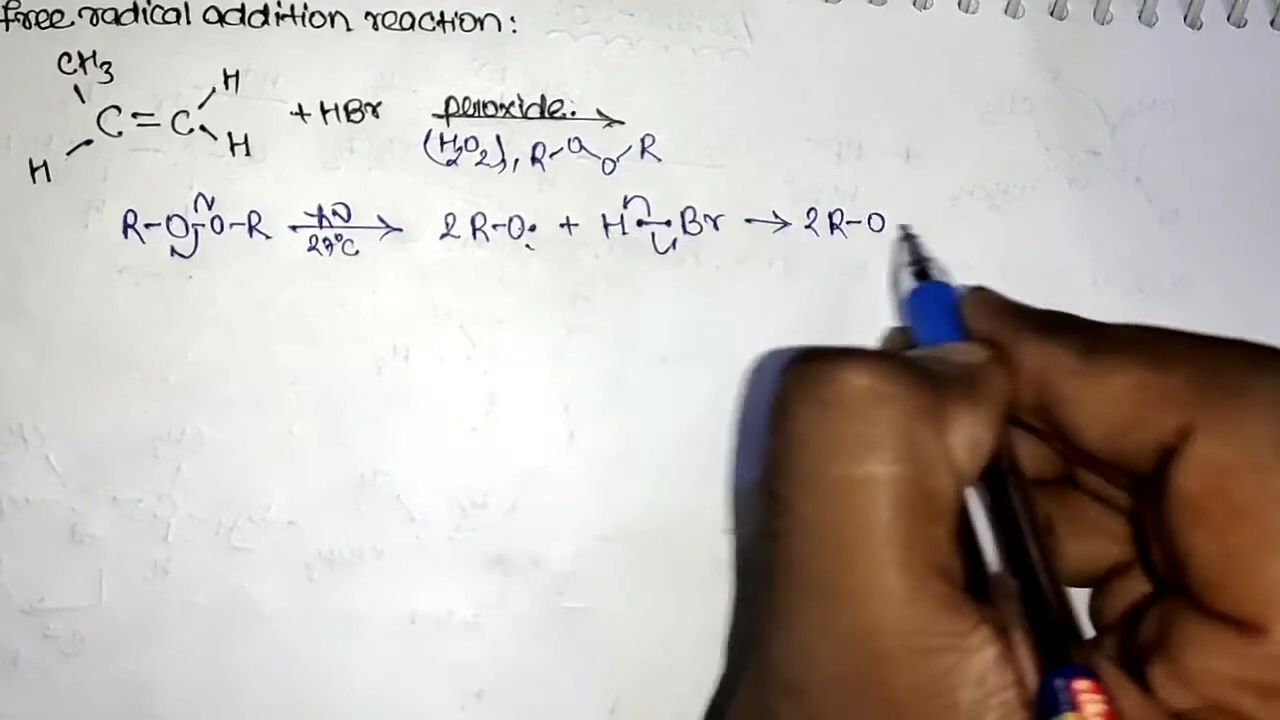 free radical addition reaction:
CH3 H
C=C + HBr peroxide.
H H (H2O2), R-O-O-R
R-O-O-R hν 2R-O· + H-Br → 2R-O
27°C